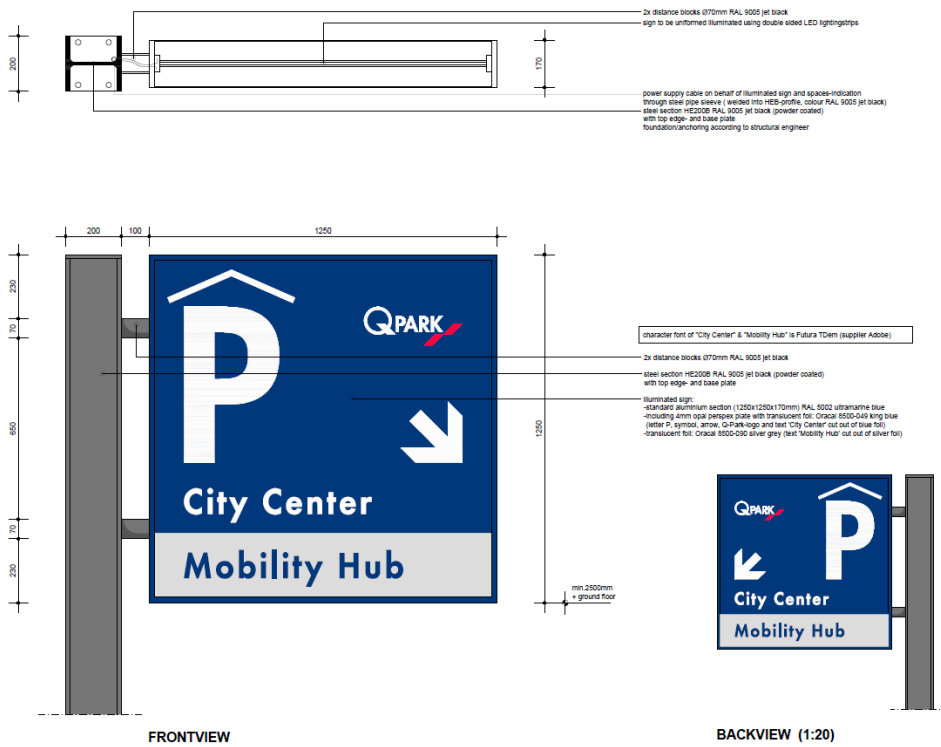 2x distance blocks Ø70mm RAL 9005 jet black
sign to be uniformed illuminated using double sided LED lightingstrips
200
170
power supply cable on behalf of illuminated sign and spaces-indication
through steel pipe sleeve ( welded into HEB-profile, colour RAL 9005 jet black)
steel section HE200B RAL 9005 jet black (powder coated)
with top edge- and base plate
foundation/anchoring according to structural engineer
200
100
1250
230
70
650
70
230
P
QPARK
City Center
Mobility Hub
1250
character font of "City Center" & "Mobility Hub" is Futura TDem (supplier Adobe)
2x distance blocks Ø70mm RAL 9005 jet black
steel section HE200B RAL 9005 jet black (powder coated)
with top edge- and base plate
illuminated sign:
-standard aluminium section (1250x1250x170mm) RAL 5002 ultramarine blue
-including 4mm opal perspex plate with translucent foil: Oracal 8500-049 king blue
(letter P, symbol, arrow, Q-Park-logo and text 'City Center' cut out of blue foil)
-translucent foil: Oracal 8500-090 silver grey (text 'Mobility Hub' cut out of silver foil)
min.2500mm
+ ground floor
QPARK
P
City Center
Mobility Hub
FRONTVIEW
BACKVIEW (1:20)